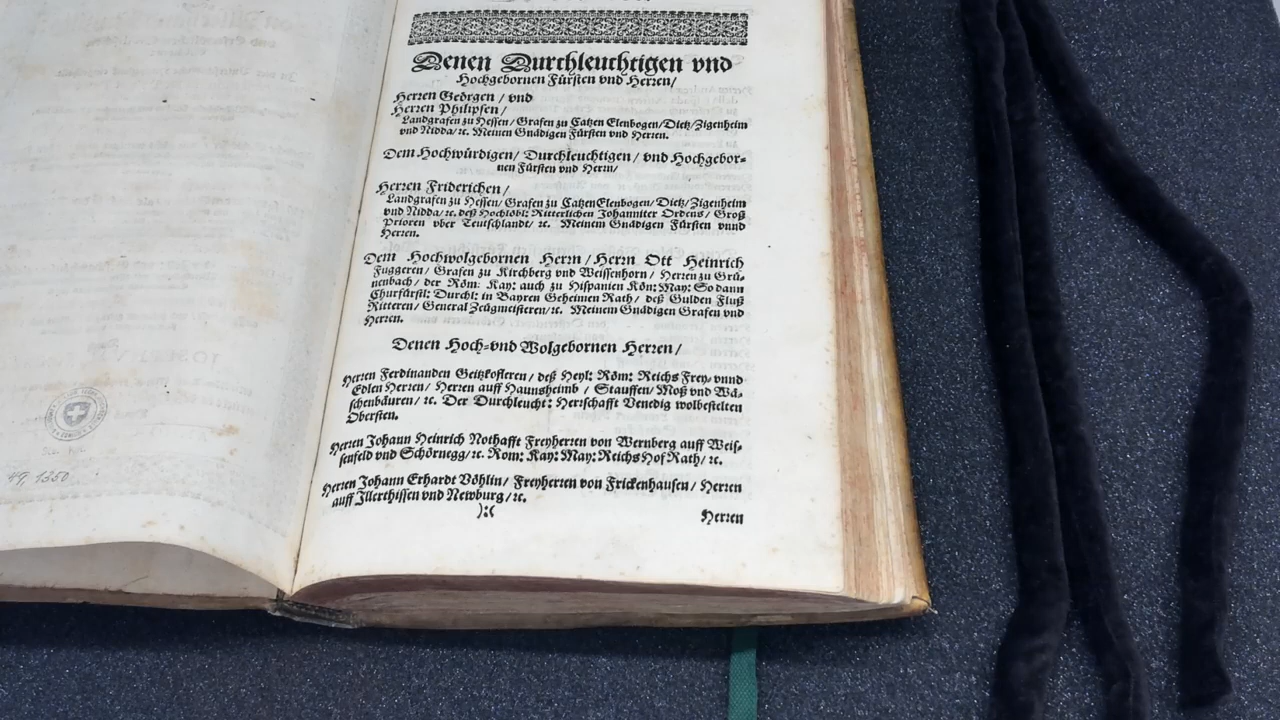 Denen Durchleuchtigen vnd
Hochgebornen Fürsten vnd Herren/
Herren Geörgen / vnd
Herren Philipsen /
Landgrafen zu Hessen / Grafen zu Catzen Elenbogen/Dietz/Zigenheim
vnd Nidda/ ꝛc. Meinen Gnädigen Fürsten vnd Herren.
Dem Hochwürdigen / Durchleuchtigen / vnd Hochgebor-
nen Fürsten vnd Herrn/
Herren Friderichen /
Landgrafen zu Hessen/ Grafen zu CatzenElenbogen/ Dietz/ Zigenheim
vnd Nidda/ ꝛc. deß Hochlöbl: Ritterlichen Johanniter Ordens / Groß
Prioren vber Teutschlandt/ ꝛc. Meinem Gnädigen Fürsten vnnd
Herren.
Dem Hochwolgebornen Herrn/ Herrn Ott Heinrich
Fuggeren / Grafen zu Kirchberg vnd Weissenhorn / Herren zu Grü-
nenbach/ der Röm: Kay: auch zu Hispanien Kön: May: So dann
Churfürstl: Durchl: in Bayren Geheimen Rath / deß Gulden Fluß
Ritteren / General Zeugmeisteren/ ꝛc. Meinem Gnädigen Grafen vnd
Herren.
Denen Hoch-vnd Wolgebornen Herren /
Herren Ferdinanden Geitzkofleren / deß Heyl: Röm: Reichs Frey- vnnd
Edlen Herren / Herren auff Haunsheimb / Stauffen/ Moß vnd Wä-
schenbäuren / ꝛc. Der Durchleucht: Herrschafft Venedig wolbestelten
Obersten.
Herren Johann Heinrich Nothafft Freyherren von Wernberg auff Weis-
senfeld vnd Schörnegg/ ꝛc. Rom: Kay: May: Reichs Hof Rath/ ꝛc.
Herren Johann Erhardt Vöhlin / Freyherren von Frickenhausen / Herren
auff Illerthissen vnd Newburg / ꝛc.
):(
Herren